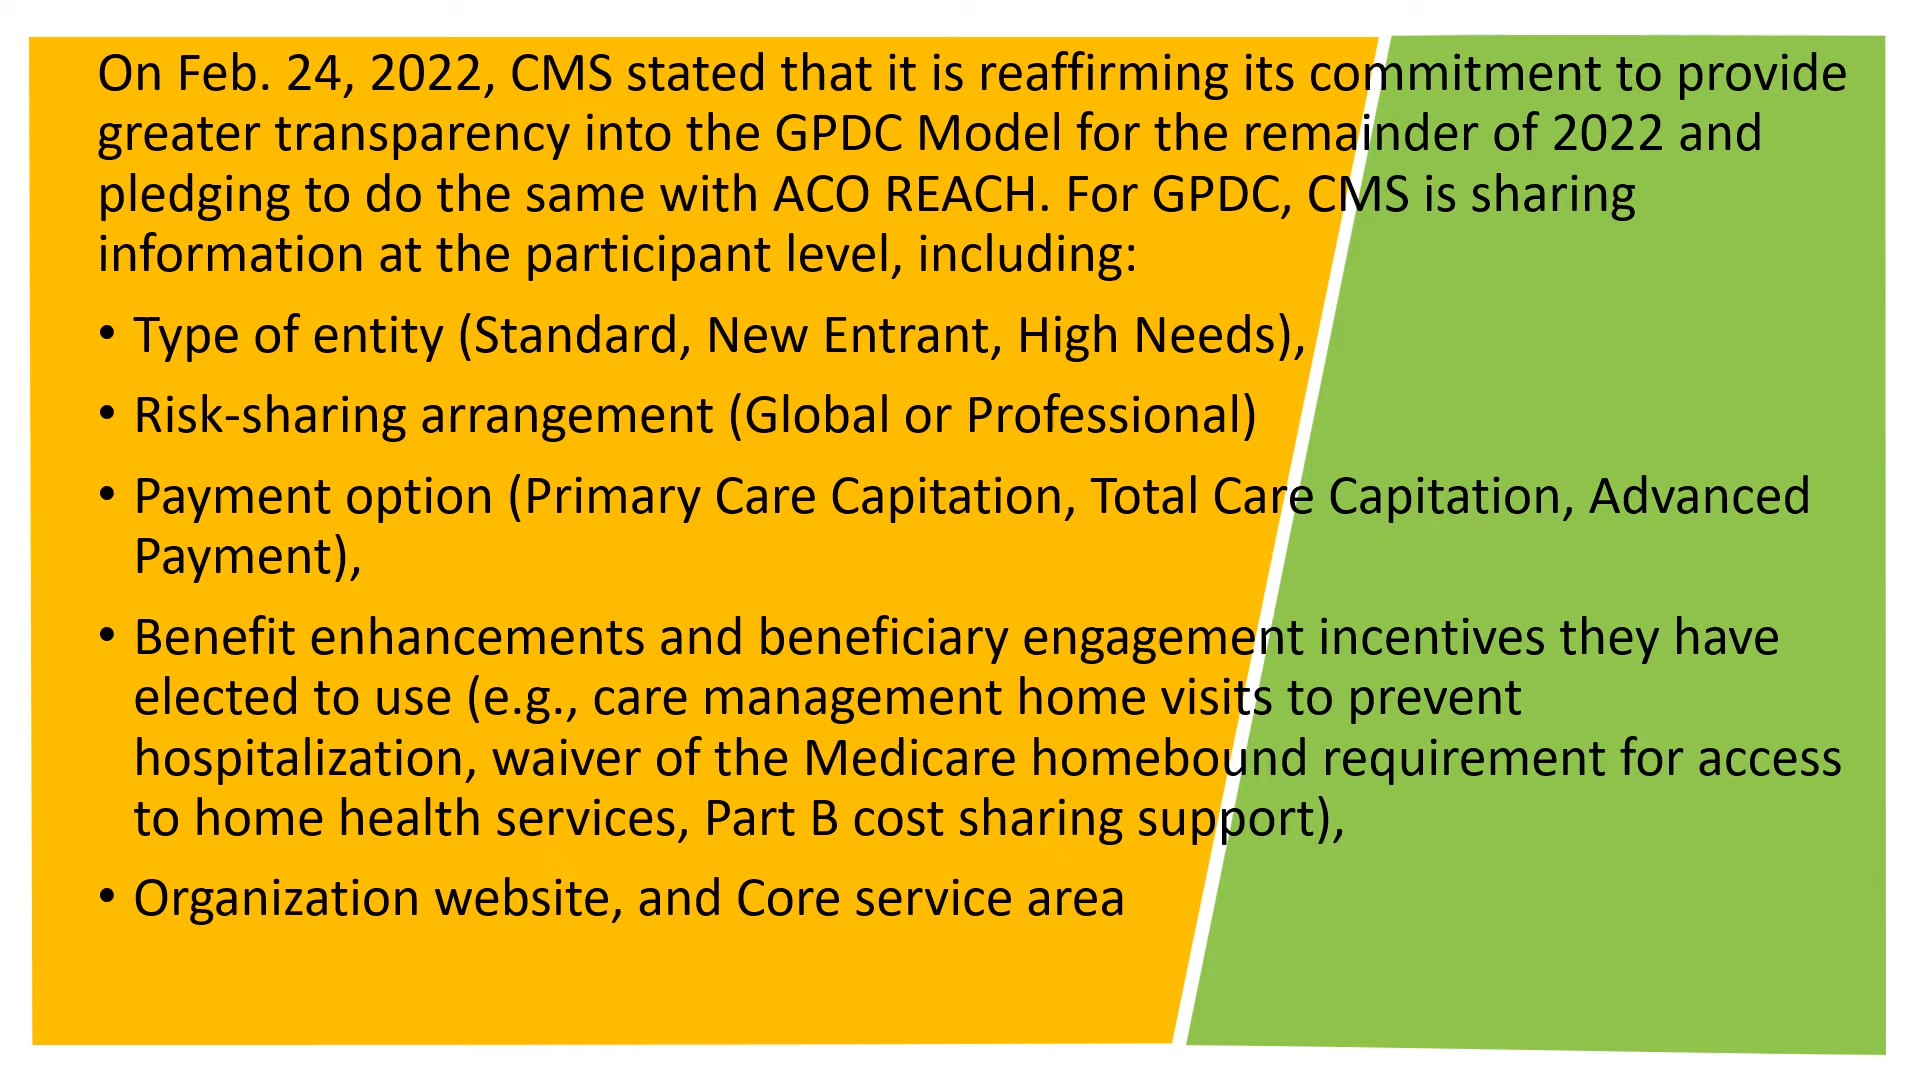 On Feb. 24, 2022, CMS stated that it is reaffirming its commitment to provide
greater transparency into the GPDC Model for the remainder of 2022 and
pledging to do the same with ACO REACH. For GPDC, CMS is sharing
information at the participant level, including:
• Type of entity (Standard, New Entrant, High Needs),
• Risk-sharing arrangement (Global or Professional)
• Payment option (Primary Care Capitation, Total Care Capitation, Advanced
Payment),
• Benefit enhancements and beneficiary engagement incentives they have
elected to use (e.g., care management home visits to prevent
hospitalization, waiver of the Medicare homebound requirement for access
to home health services, Part B cost sharing support),
• Organization website, and Core service area